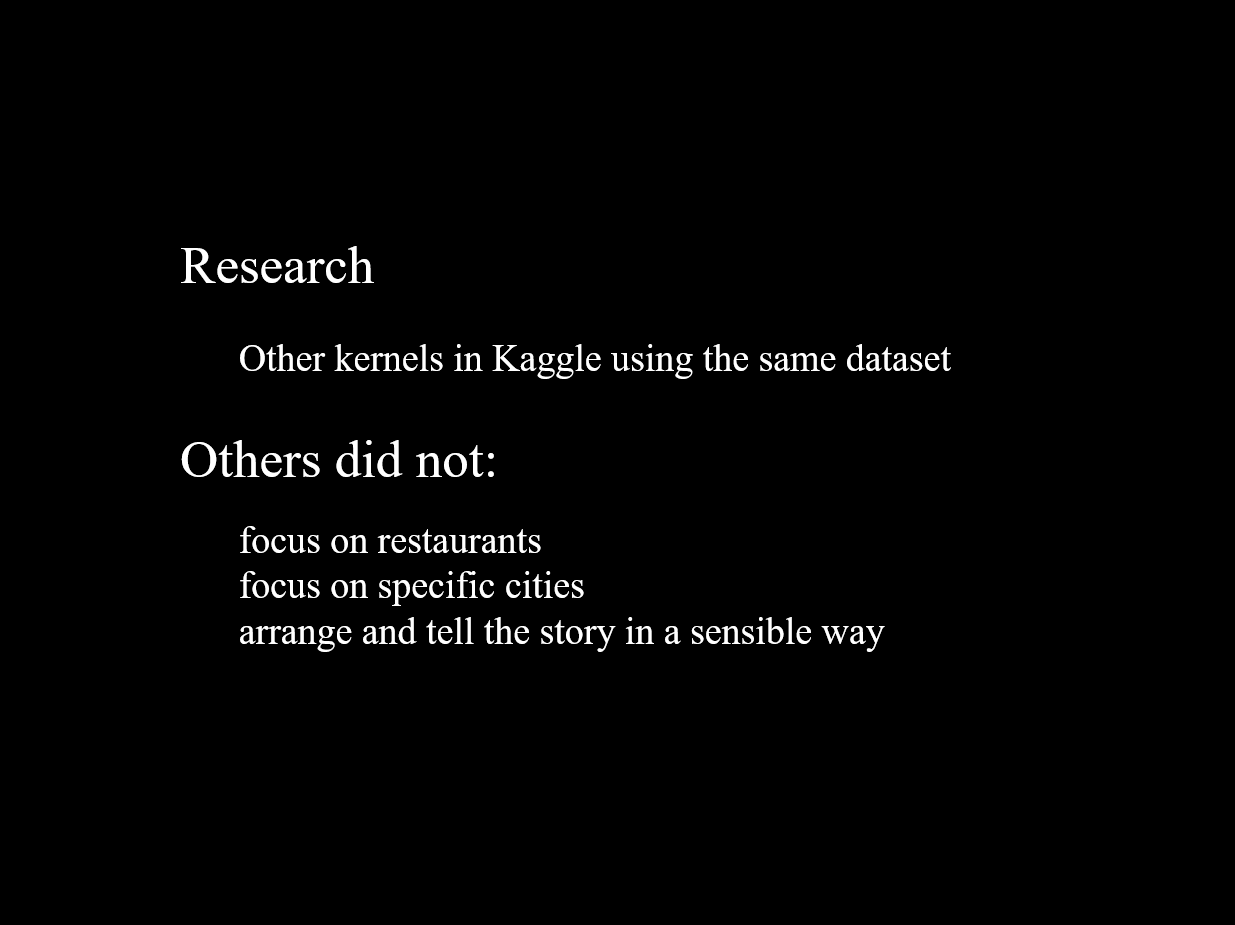 Research
Other kernels in Kaggle using the same dataset
Others did not:
focus on restaurants
focus on specific cities
arrange and tell the story in a sensible way